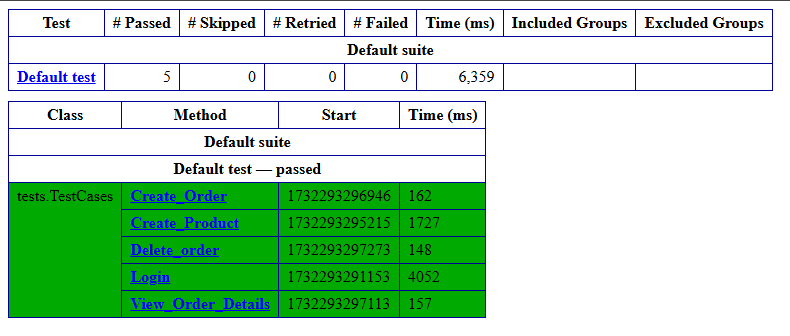 Test # Passed # Skipped # Retried # Failed Time (ms) Included Groups Excluded Groups
Default suite
Default test 5 0 0 0 6,359
Class Method Start Time (ms)
Default suite
Default test — passed
tests.TestCases Create_Order 1732293296946 162
Create_Product 1732293295215 1727
Delete_order 1732293297273 148
Login 1732293291153 4052
View_Order_Details 1732293297113 157